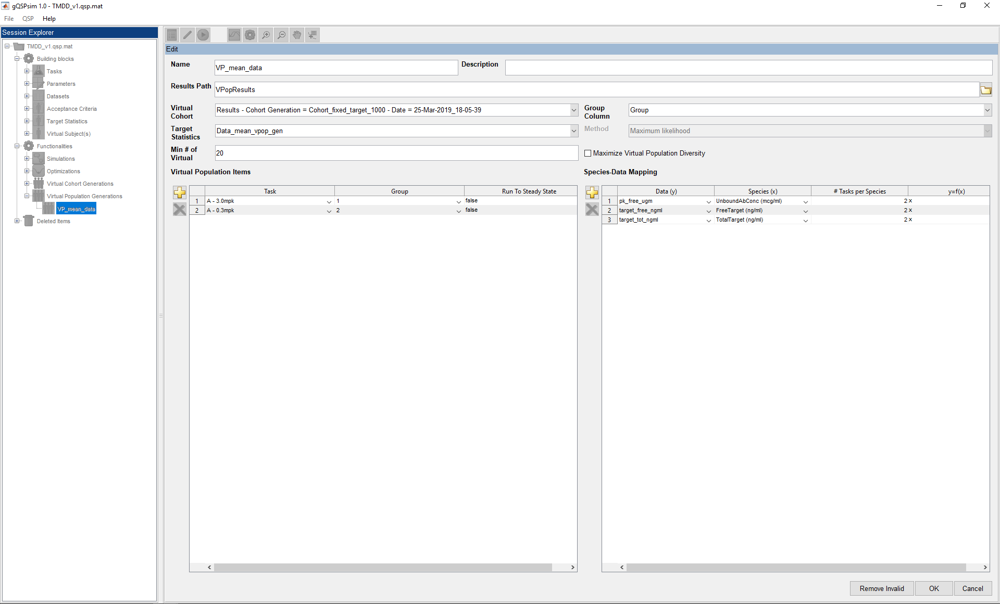 gQSPsim 1.0 - TMDD_v1.qsp.mat
File QSP Help
Session Explorer
TMDD_v1.qsp.mat
Building blocks
Tasks
Parameters
Datasets
Acceptance Criteria
Target Statistics
Virtual Subject(s)
Functionalities
Simulations
Optimizations
Virtual Cohort Generations
Virtual Population Generations
VP_mean_data
Deleted Items
Edit
Name VP_mean_data Description
Results Path VPopResults
Virtual Cohort Results - Cohort Generation = Cohort_fixed_target_1000 - Date = 25-Mar-2019_18-05-39 Group Column Group
Target Statistics Data_mean_vpop_gen Method Maximum likelihood
Min # of Virtual 20 Maximize Virtual Population Diversity
Virtual Population Items
Task Group Run To Steady State
1 A - 3.0mpk 1 false
2 A - 0.3mpk 2 false
Species-Data Mapping
Data (y) Species (x) # Tasks per Species y=f(x)
1 pk_free_ugm UnboundAbConc (mcg/ml) 2 x
2 target_free_ngml FreeTarget (ng/ml) 2 x
3 target_tot_ngml TotalTarget (ng/ml) 2 x
Remove Invalid OK Cancel